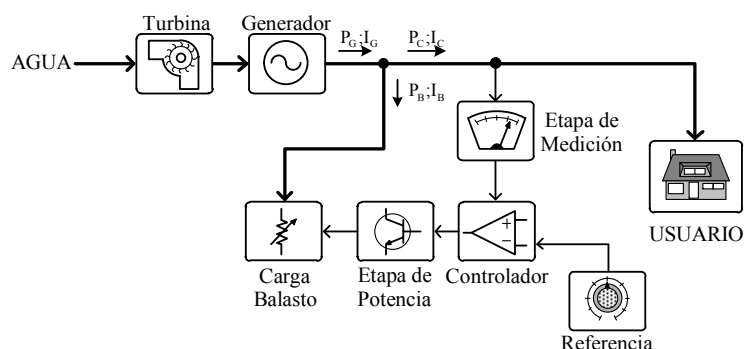 Turbina
Generador
P_G;I_G
P_C;I_C
AGUA
P_B;I_B
Etapa de
Medición
+
−
USUARIO
Carga
Balasto
Etapa de
Potencia
Controlador
Referencia